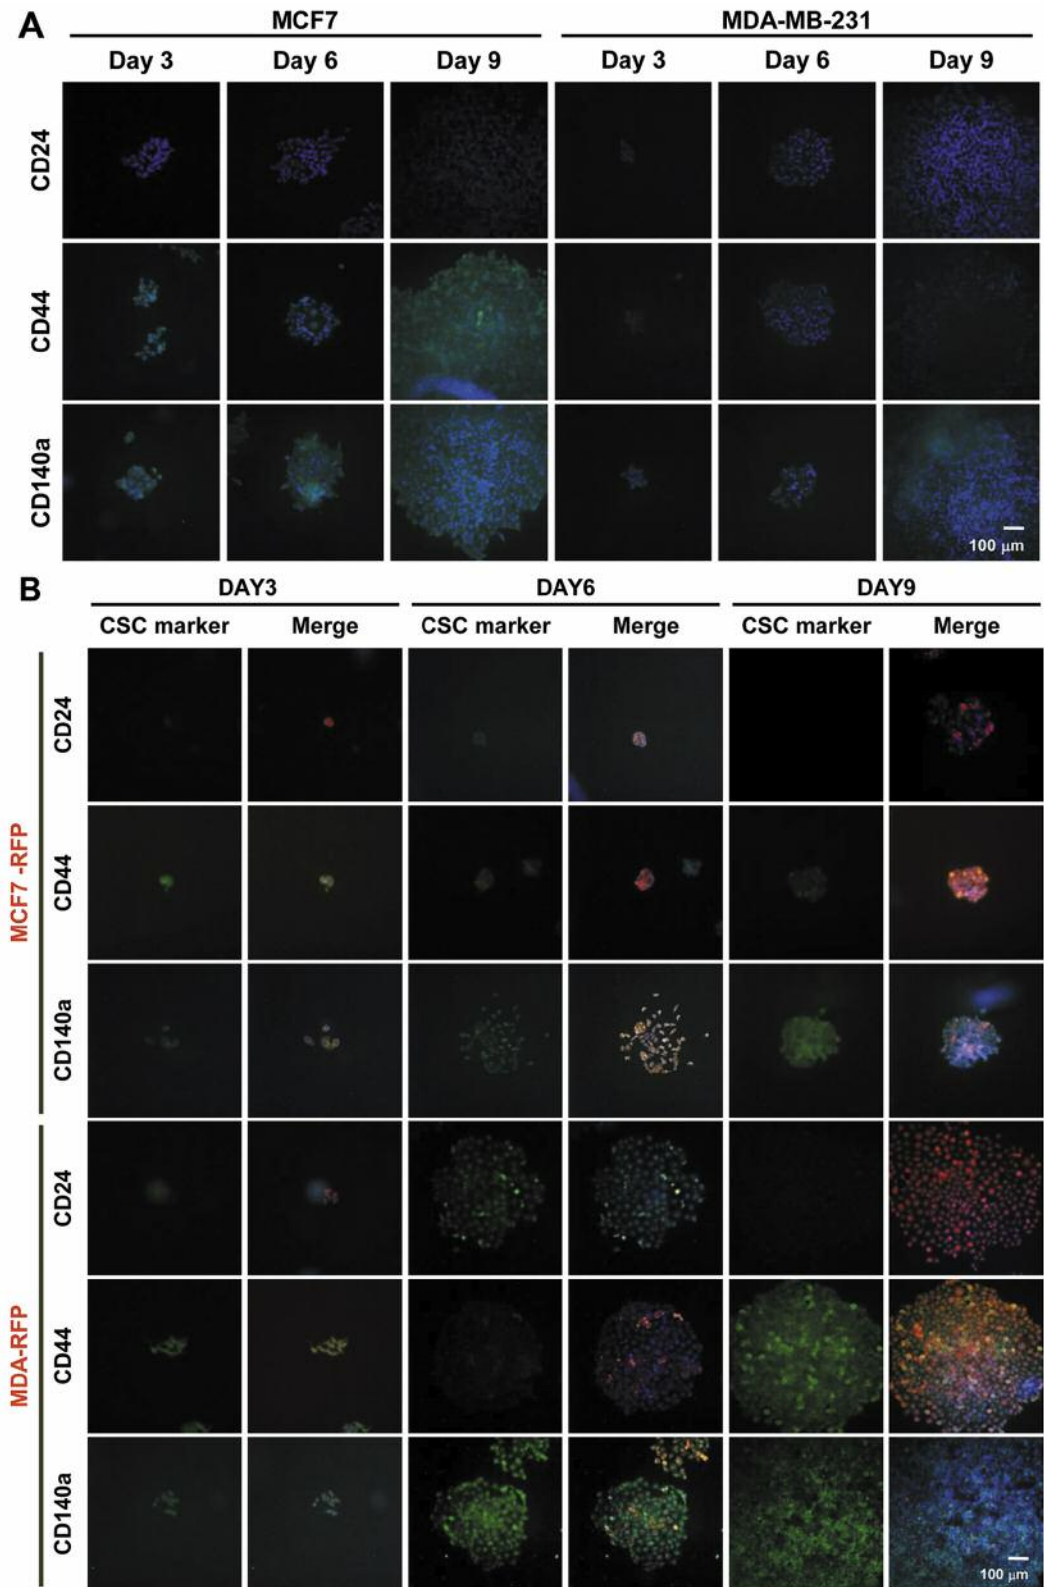 A
MCF7 MDA-MB-231
Day 3 Day 6 Day 9 Day 3 Day 6 Day 9
CD24
CD44
CD140a
100 μm
B
DAY3 DAY6 DAY9
CSC marker Merge CSC marker Merge CSC marker Merge
MCF7 -RFP
CD24
CD44
CD140a
MDA-RFP
CD24
CD44
CD140a
100 μm